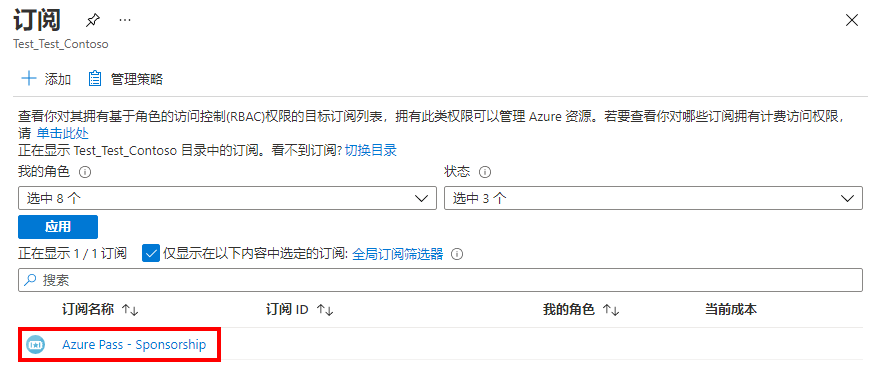 订阅
Test_Test_Contoso
添加 管理策略
查看你对其拥有基于角色的访问控制(RBAC)权限的目标订阅列表，拥有此类权限可以管理 Azure 资源。若要查看你对哪些订阅拥有计费访问权限，
请 单击此处
正在显示 Test_Test_Contoso 目录中的订阅。看不到订阅? 切换目录
我的角色 状态
选中 8 个 选中 3 个
应用
正在显示 1 / 1 订阅 仅显示在以下内容中选定的订阅: 全局订阅筛选器
搜索
订阅名称 订阅 ID 我的角色 当前成本
Azure Pass - Sponsorship